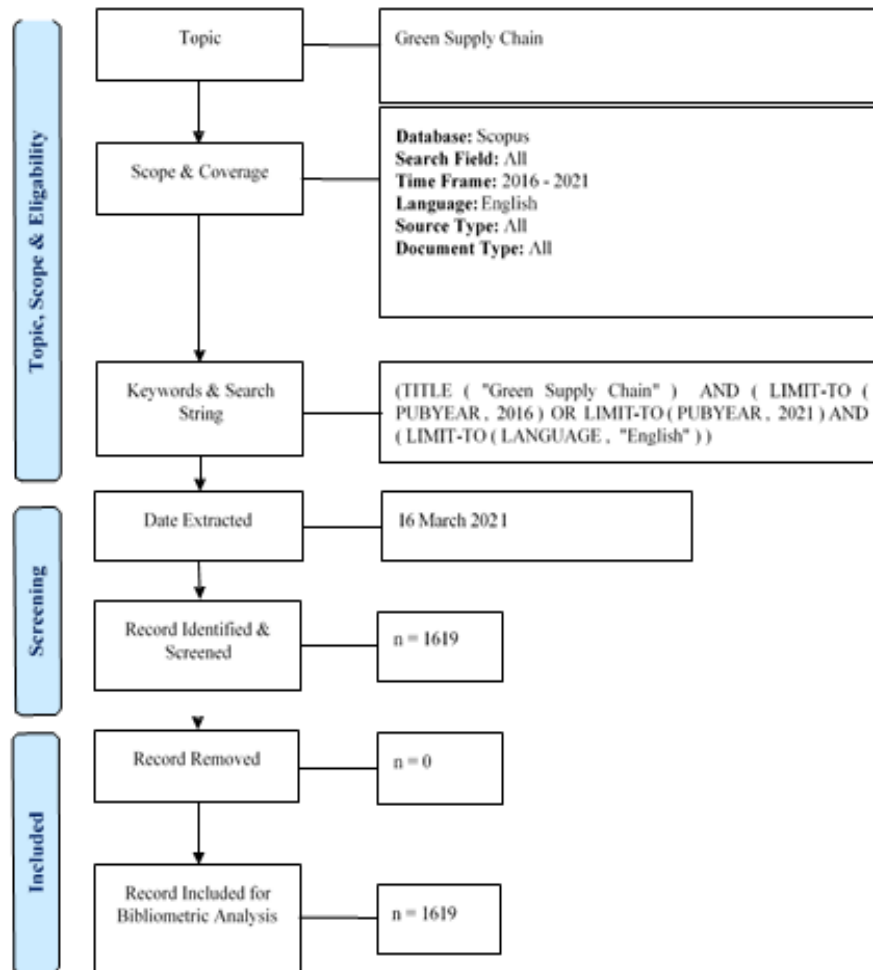 Topic, Scope & Eligability
Topic
Green Supply Chain
Scope & Coverage
Database: Scopus
Search Field: All
Time Frame: 2016 - 2021
Language: English
Source Type: All
Document Type: All
Keywords & Search
String
(TITLE ( "Green Supply Chain" ) AND ( LIMIT-TO (
PUBYEAR , 2016 ) OR LIMIT-TO ( PUBYEAR , 2021 ) AND
( LIMIT-TO ( LANGUAGE , "English" ) )
Screening
Date Extracted
16 March 2021
Record Identified &
Screened
n = 1619
Included
Record Removed
n = 0
Record Included for
Bibliometric Analysis
n = 1619